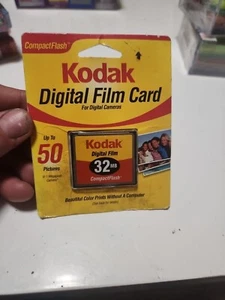 CompactFlash
Kodak
Digital Film Card
For Digital Cameras
Up To
50
Pictures
Kodak
Digital Film
32MB
CompactFlash
Beautiful Color Prints Without A Computer